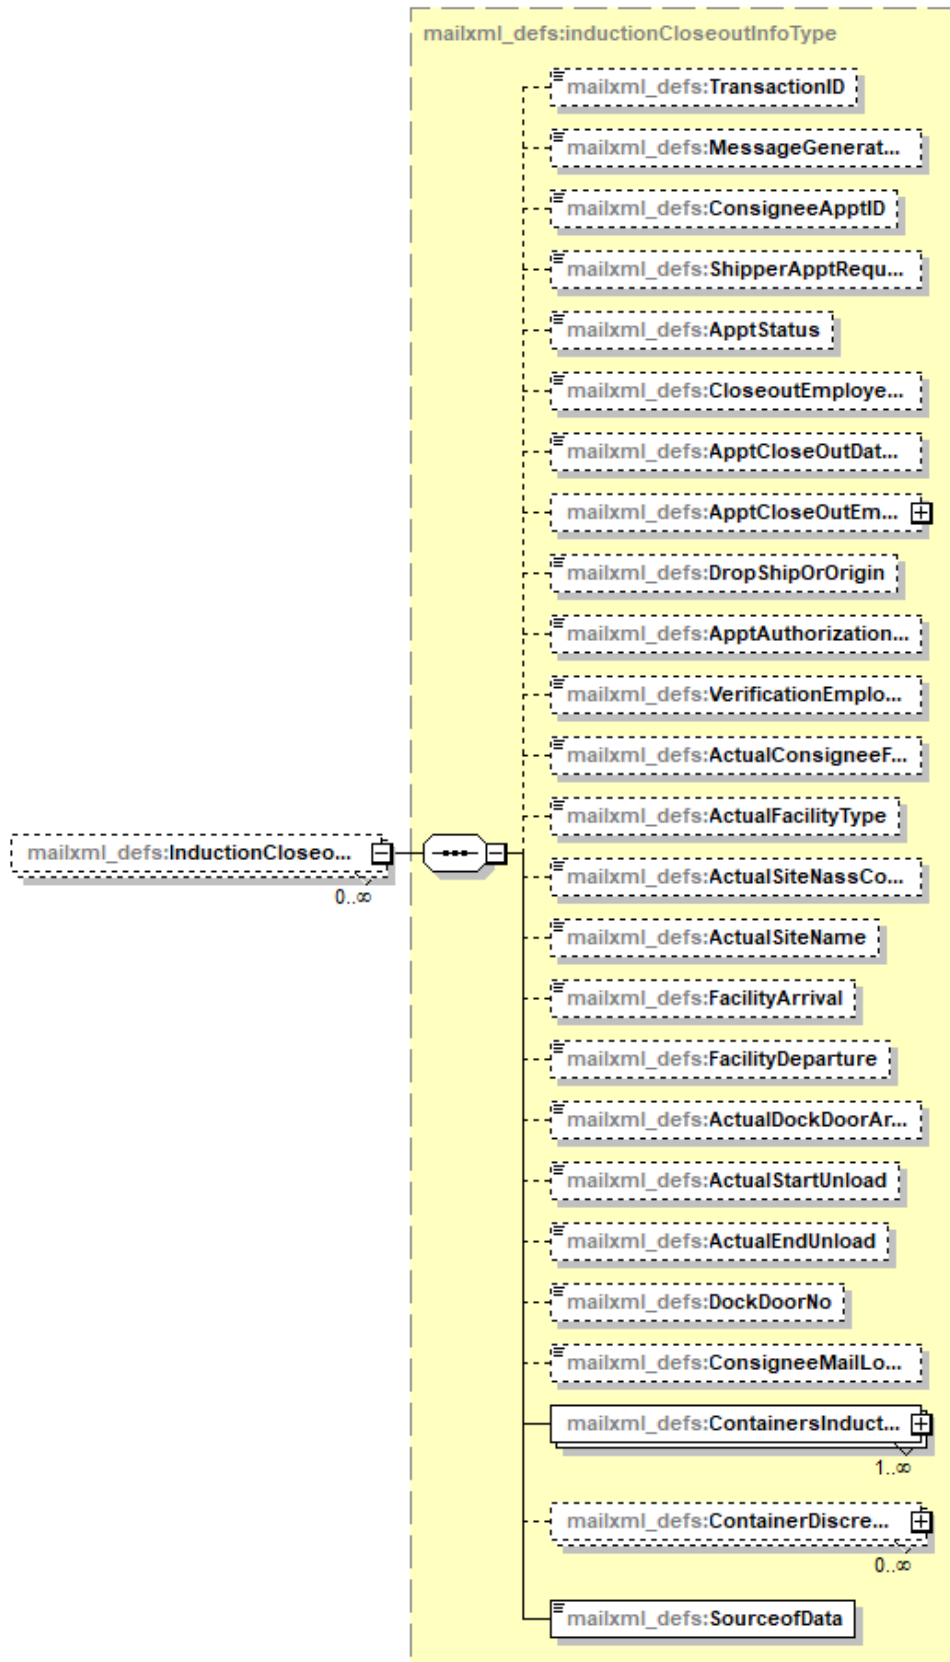 mailxml_defs:inductionCloseoutInfoType
mailxml_defs:TransactionID
mailxml_defs:MessageGenerat...
mailxml_defs:ConsigneeApptID
mailxml_defs:ShipperApptRequ...
mailxml_defs:ApptStatus
mailxml_defs:CloseoutEmploye...
mailxml_defs:ApptCloseOutDat...
mailxml_defs:ApptCloseOutEm...
mailxml_defs:DropShipOrOrigin
mailxml_defs:ApptAuthorization...
mailxml_defs:VerificationEmplo...
mailxml_defs:ActualConsigneeF...
mailxml_defs:ActualFacilityType
mailxml_defs:InductionCloseo...
0..∞
mailxml_defs:ActualSiteNassCo...
mailxml_defs:ActualSiteName
mailxml_defs:FacilityArrival
mailxml_defs:FacilityDeparture
mailxml_defs:ActualDockDoorAr...
mailxml_defs:ActualStartUnload
mailxml_defs:ActualEndUnload
mailxml_defs:DockDoorNo
mailxml_defs:ConsigneeMailLo...
mailxml_defs:ContainersInduct...
1..∞
mailxml_defs:ContainerDiscre...
0..∞
mailxml_defs:SourceofData